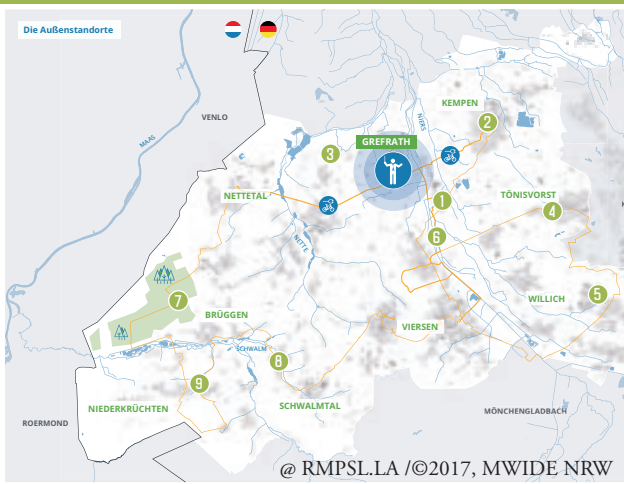 Die Außenstandorte
KEMPEN
VENLO
NIERS
2
MAAS
GREFRATH
3
NETTETAL
TÖNISVORST
1
4
6
NETTE
7
WILLICH
5
BRÜGGEN
VIERSEN
SCHWALM
8
9
NIEDERKRÜCHTEN
SCHWALMTAL
MÖNCHENGLADBACH
ROERMOND
@ RMPSL.LA /©2017, MWIDE NRW